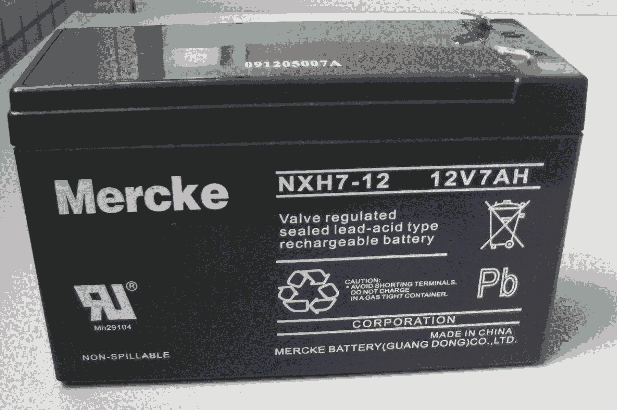 091205007A
Mercke
NXH7-12 12V7AH
Valve regulated
sealed lead-acid type
rechargeable battery
CAUTION:
* AVOID SHORTING TERMINALS.
DO NOT CHARGE
IN A GAS TIGHT CONTAINER.
Pb
RU®
Mh29104
CORPORATION
MADE IN CHINA
NON-SPILLABLE
MERCKE BATTERY(GUANG DONG)CO.,LTD.